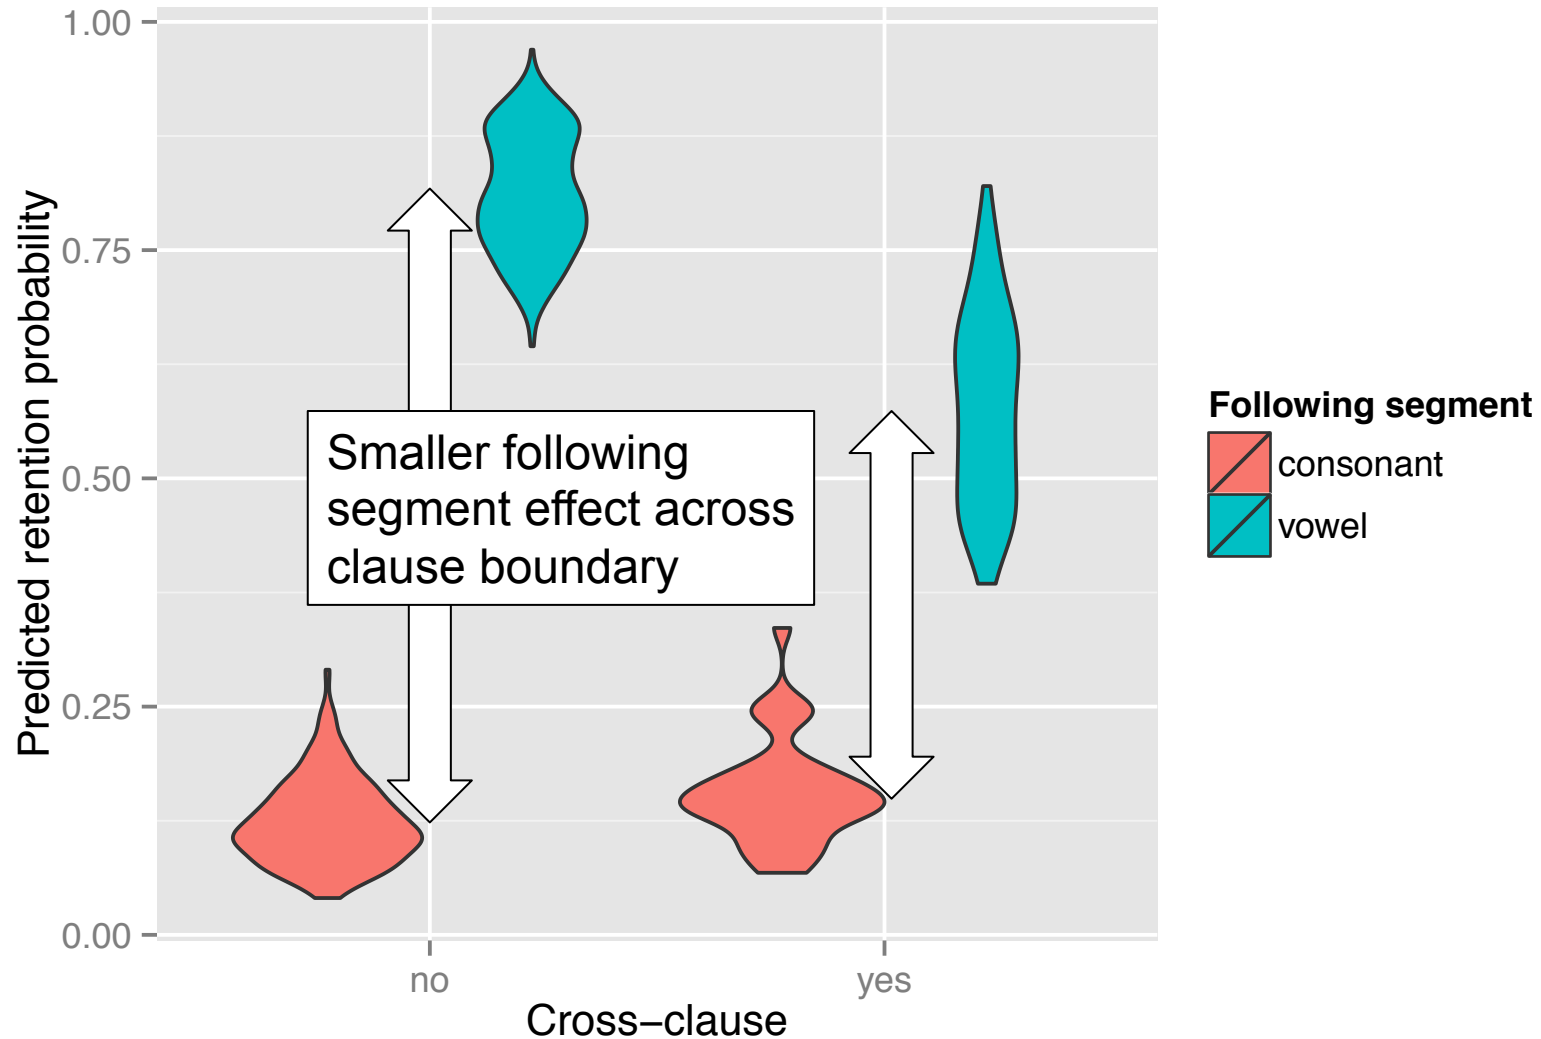 1.00
0.75
0.50
0.25
0.00
Predicted retention probability
Smaller following
segment effect across
clause boundary
no
yes
Cross−clause
Following segment
consonant
vowel